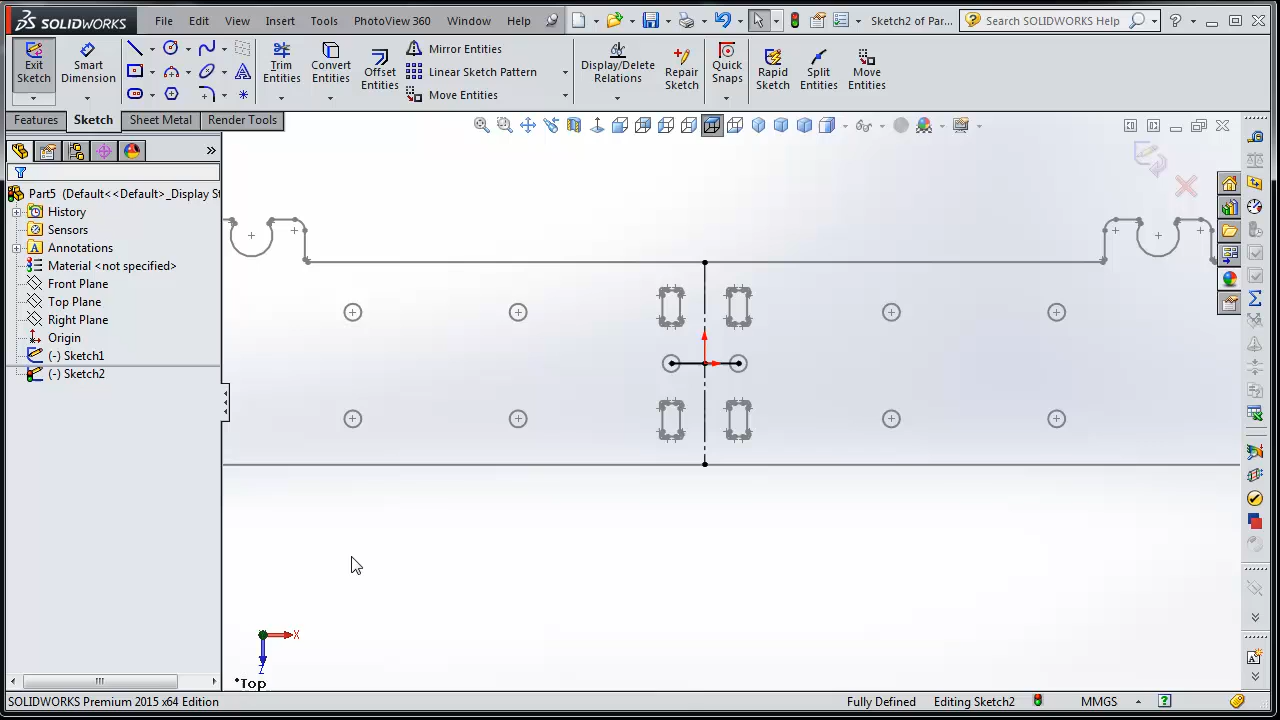 SOLIDWORKS File Edit View Insert Tools PhotoView 360 Window Help Sketch2 of Par... Search SOLIDWORKS Help
Exit Sketch
Smart Dimension
Trim Entities
Convert Entities
Offset Entities
Mirror Entities
Linear Sketch Pattern
Move Entities
Display/Delete Relations
Repair Sketch
Quick Snaps
Rapid Sketch
Split Entities
Move Entities
Features Sketch Sheet Metal Render Tools
Part5 (Default<<Default>_Display St
History
Sensors
Annotations
Material <not specified>
Front Plane
Top Plane
Right Plane
Origin
(-) Sketch1
(-) Sketch2
X
Z
*Top
SOLIDWORKS Premium 2015 x64 Edition Fully Defined Editing Sketch2 MMGS